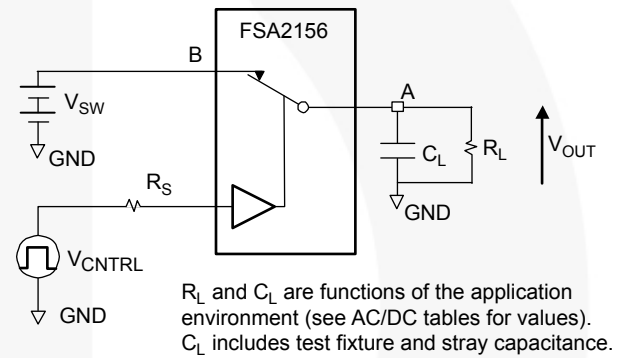 FSA2156
B
A
V_SW
GND
C_L
R_L
V_OUT
R_S
GND
V_CNTRL
GND
R_L and C_L are functions of the application
environment (see AC/DC tables for values).
C_L includes test fixture and stray capacitance.